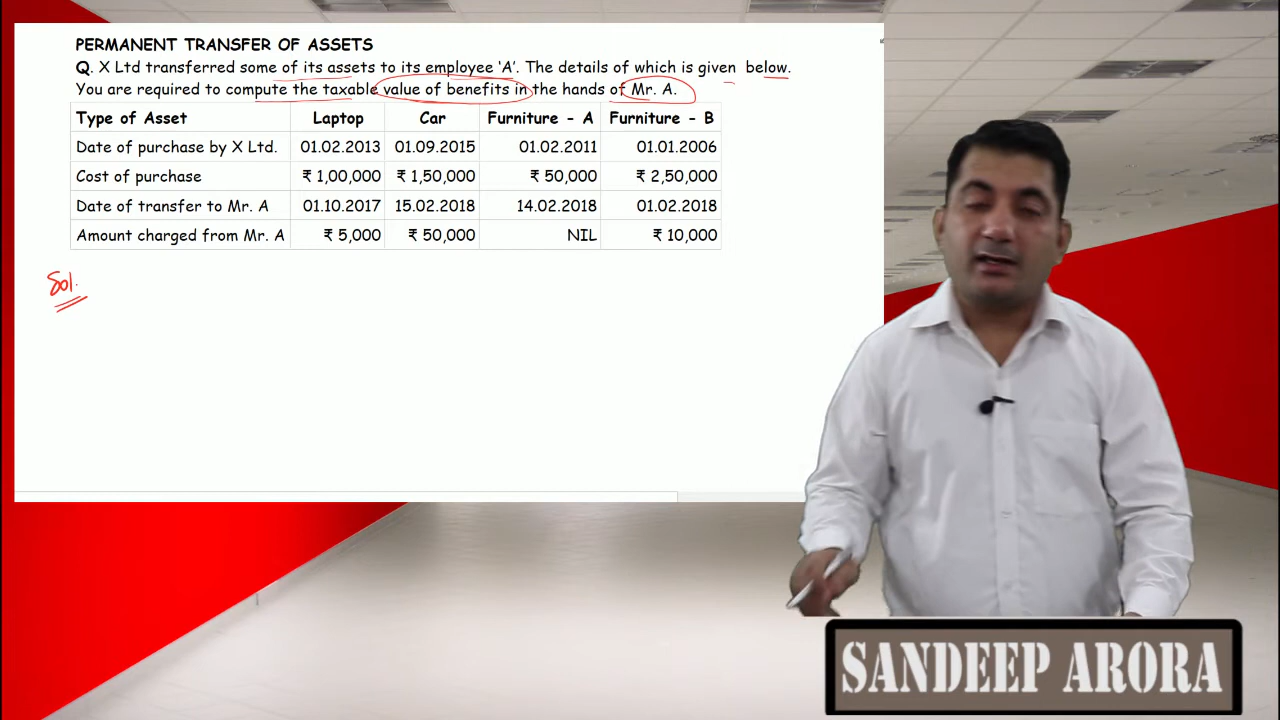 PERMANENT TRANSFER OF ASSETS
Q. X Ltd transferred some of its assets to its employee 'A'. The details of which is given below.
You are required to compute the taxable value of benefits in the hands of Mr. A.
Type of Asset Laptop Car Furniture - A Furniture - B
Date of purchase by X Ltd. 01.02.2013 01.09.2015 01.02.2011 01.01.2006
Cost of purchase ₹ 1,00,000 ₹ 1,50,000 ₹ 50,000 ₹ 2,50,000
Date of transfer to Mr. A 01.10.2017 15.02.2018 14.02.2018 01.02.2018
Amount charged from Mr. A ₹ 5,000 ₹ 50,000 NIL ₹ 10,000
Sol.
SANDEEP ARORA